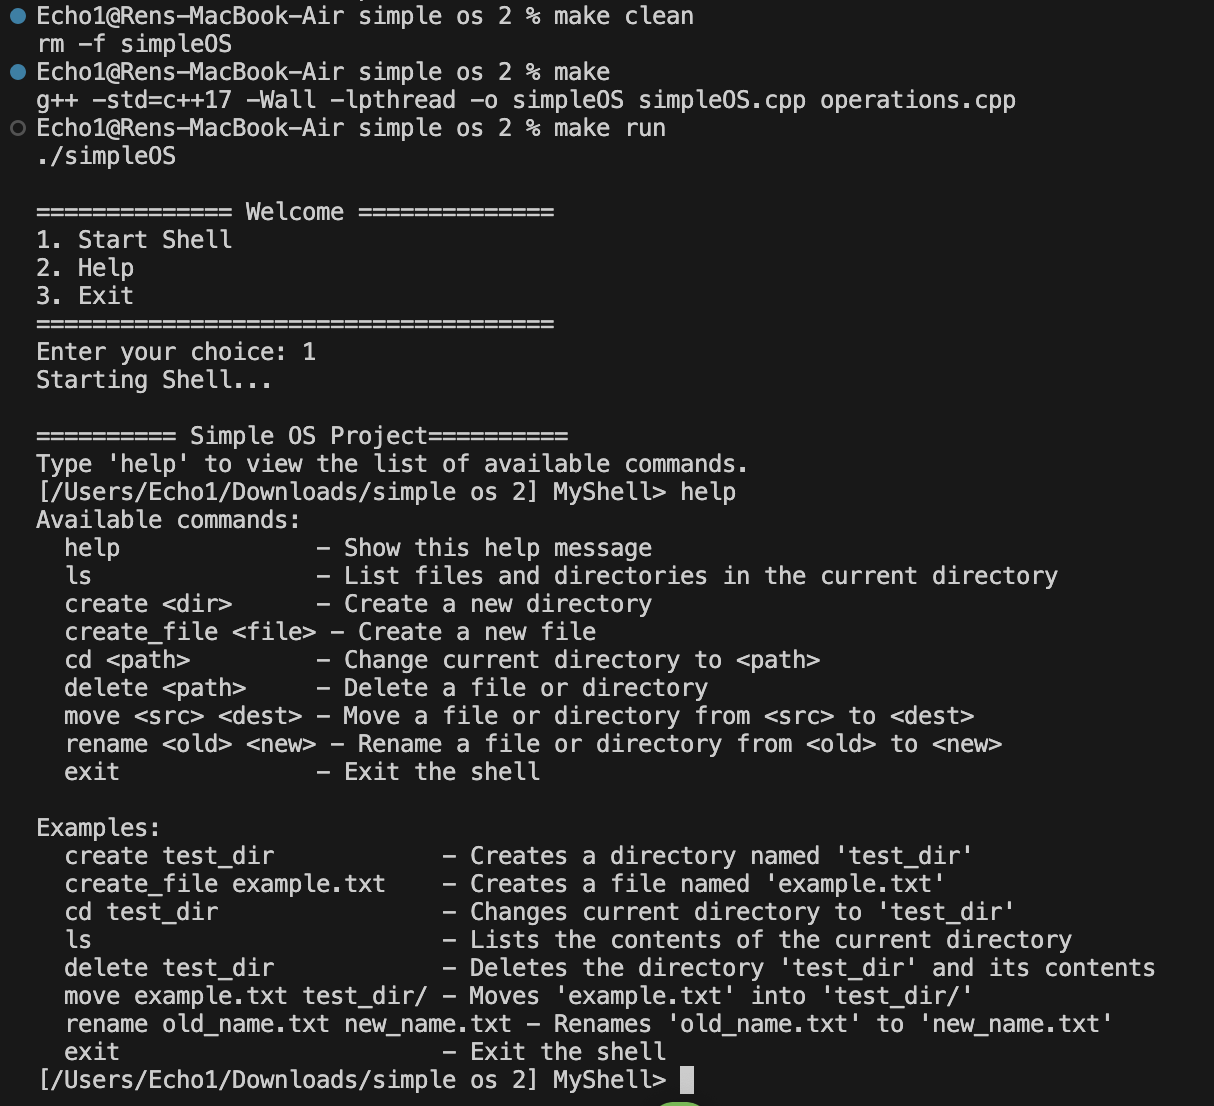 Echo1@Rens-MacBook-Air simple os 2 % make clean
rm -f simpleOS
Echo1@Rens-MacBook-Air simple os 2 % make
g++ -std=c++17 -Wall -lpthread -o simpleOS simpleOS.cpp operations.cpp
Echo1@Rens-MacBook-Air simple os 2 % make run
./simpleOS

============== Welcome ==============
1. Start Shell
2. Help
3. Exit
=====================================
Enter your choice: 1
Starting Shell...

========== Simple OS Project==========
Type 'help' to view the list of available commands.
[/Users/Echo1/Downloads/simple os 2] MyShell> help
Available commands:
  help              - Show this help message
  ls                - List files and directories in the current directory
  create <dir>      - Create a new directory
  create_file <file> - Create a new file
  cd <path>         - Change current directory to <path>
  delete <path>     - Delete a file or directory
  move <src> <dest> - Move a file or directory from <src> to <dest>
  rename <old> <new> - Rename a file or directory from <old> to <new>
  exit              - Exit the shell

Examples:
  create test_dir            - Creates a directory named 'test_dir'
  create_file example.txt    - Creates a file named 'example.txt'
  cd test_dir                - Changes current directory to 'test_dir'
  ls                         - Lists the contents of the current directory
  delete test_dir            - Deletes the directory 'test_dir' and its contents
  move example.txt test_dir/ - Moves 'example.txt' into 'test_dir/'
  rename old_name.txt new_name.txt - Renames 'old_name.txt' to 'new_name.txt'
  exit                       - Exit the shell
[/Users/Echo1/Downloads/simple os 2] MyShell>